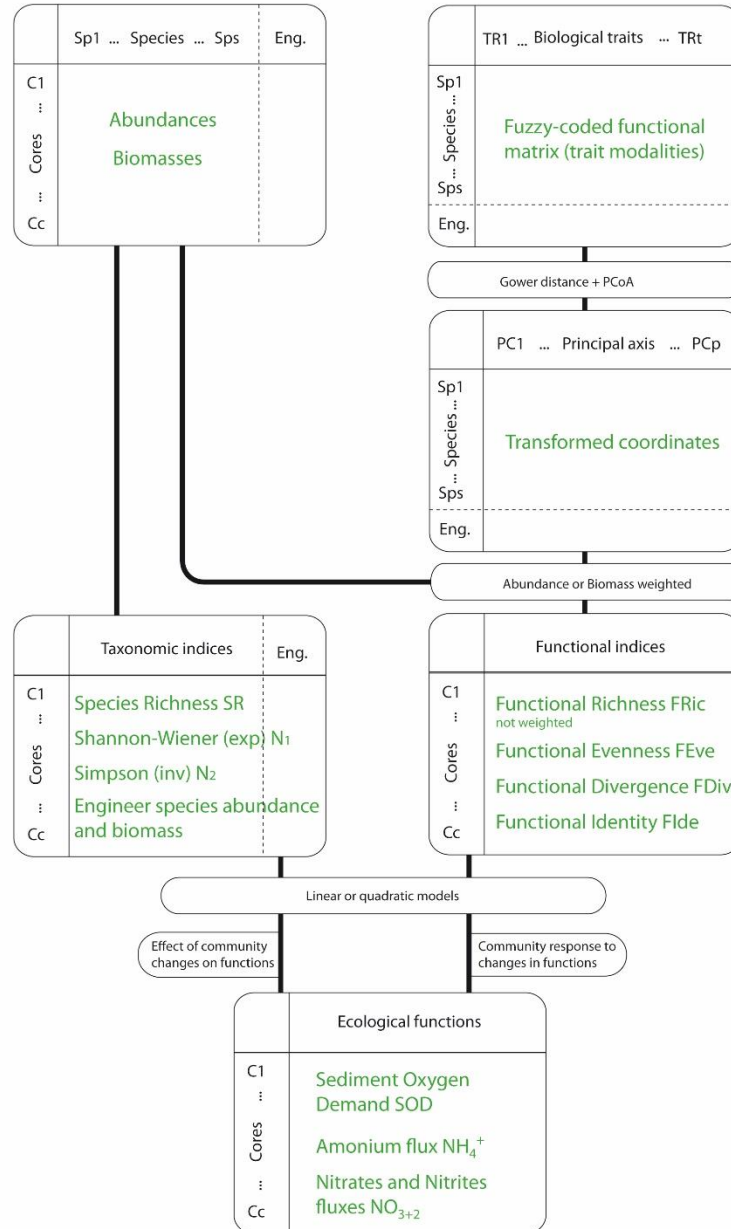 Sp1 ... Species ... Sps Eng.
C1
...
Cores
...
Cc
Abundances
Biomasses
TR1 ... Biological traits ... TRt
Sp1
... Species ...
Sps
Eng.
Fuzzy-coded functional
matrix (trait modalities)
Gower distance + PCoA
PC1 ... Principal axis ... PCp
Sp1
... Species ...
Sps
Eng.
Transformed coordinates
Abundance or Biomass weighted
Taxonomic indices Eng.
C1
...
Cores
...
Cc
Species Richness SR
Shannon-Wiener (exp) N₁
Simpson (inv) N₂
Engineer species abundance
and biomass
Functional indices
C1
...
Cores
...
Cc
Functional Richness FRic
not weighted
Functional Evenness FEve
Functional Divergence FDiv
Functional Identity FIde
Linear or quadratic models
Effect of community
changes on functions
Community response to
changes in functions
Ecological functions
C1
...
Cores
...
Cc
Sediment Oxygen
Demand SOD
Amonium flux NH₄⁺
Nitrates and Nitrites
fluxes NO₃₊₂